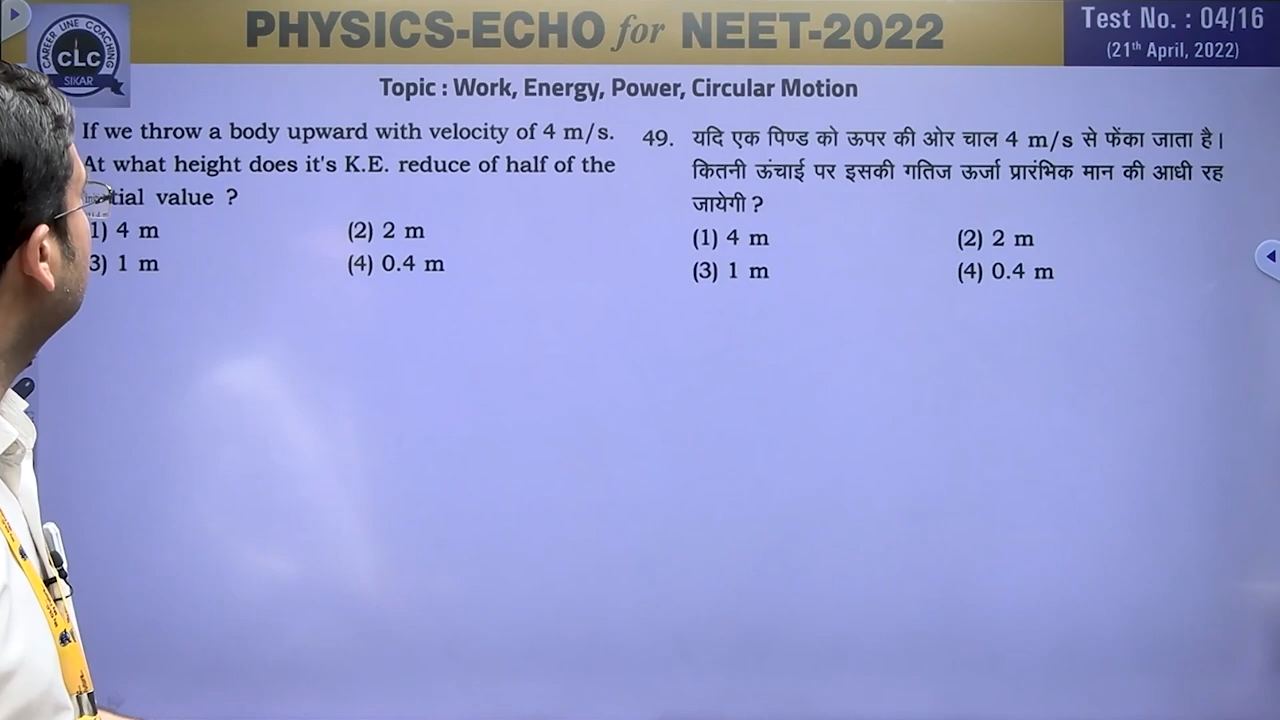 CAREER LINE COACHING
CLC
SIKAR
PHYSICS-ECHO for NEET-2022
Test No. : 04/16
(21th April, 2022)
Topic : Work, Energy, Power, Circular Motion
If we throw a body upward with velocity of 4 m/s.
At what height does it's K.E. reduce of half of the
tial value ?
1) 4 m
(2) 2 m
3) 1 m
(4) 0.4 m
49. यदि एक पिण्ड को ऊपर की ओर चाल 4 m/s से फेंका जाता है।
कितनी ऊंचाई पर इसकी गतिज ऊर्जा प्रारंभिक मान की आधी रह
जायेगी ?
(1) 4 m
(2) 2 m
(3) 1 m
(4) 0.4 m